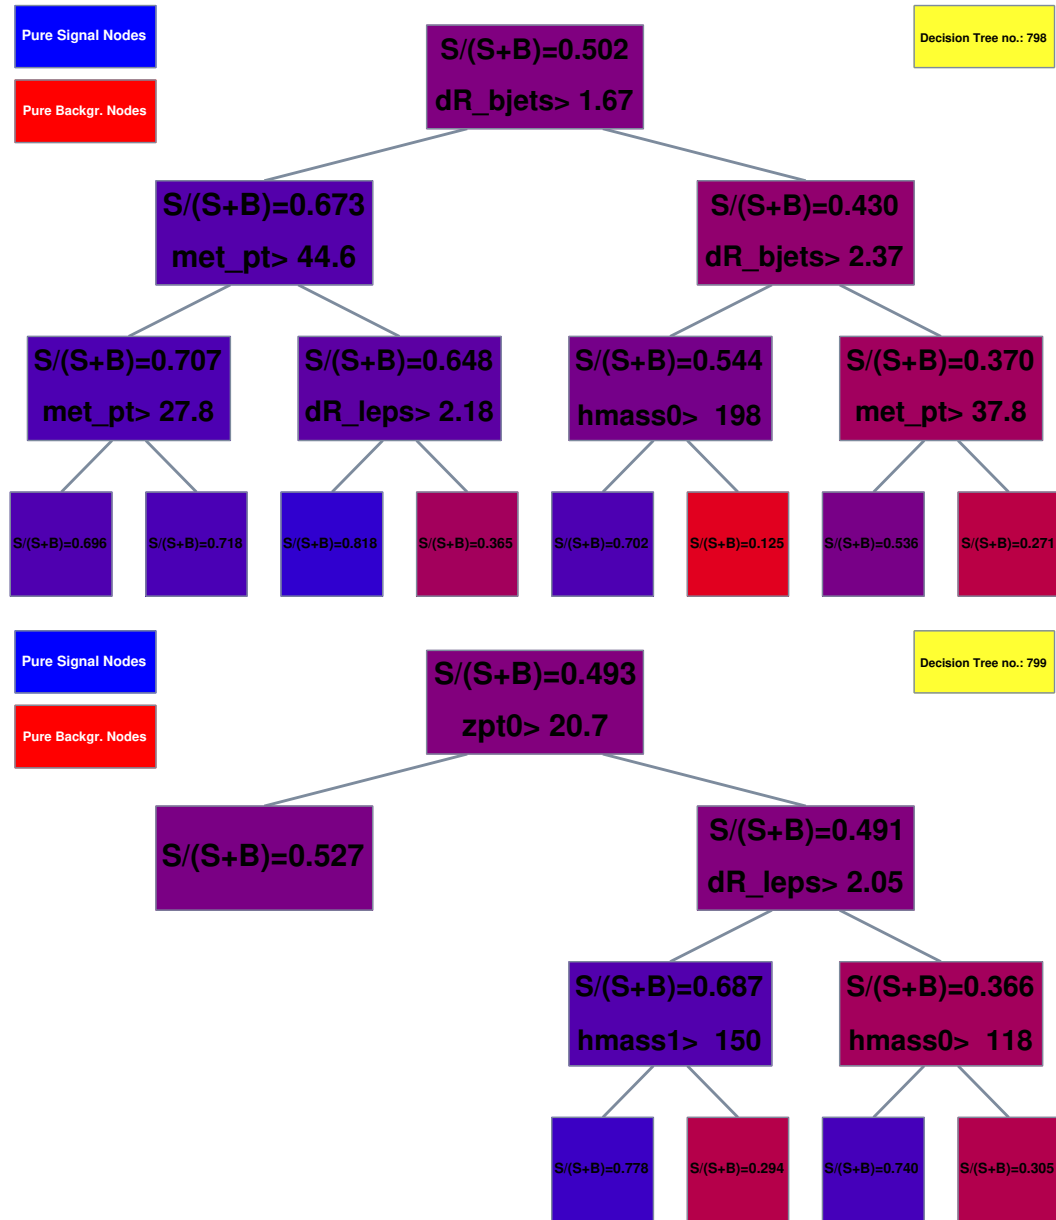 Pure Signal Nodes
Decision Tree no.: 798
S/(S+B)=0.502
dR_bjets> 1.67
Pure Backgr. Nodes
S/(S+B)=0.673
met_pt> 44.6
S/(S+B)=0.430
dR_bjets> 2.37
S/(S+B)=0.707
met_pt> 27.8
S/(S+B)=0.648
dR_leps> 2.18
S/(S+B)=0.544
hmass0>  198
S/(S+B)=0.370
met_pt> 37.8
S/(S+B)=0.696
S/(S+B)=0.718
S/(S+B)=0.818
S/(S+B)=0.365
S/(S+B)=0.702
S/(S+B)=0.125
S/(S+B)=0.536
S/(S+B)=0.271
Pure Signal Nodes
Decision Tree no.: 799
S/(S+B)=0.493
zpt0> 20.7
Pure Backgr. Nodes
S/(S+B)=0.527
S/(S+B)=0.491
dR_leps> 2.05
S/(S+B)=0.687
hmass1>  150
S/(S+B)=0.366
hmass0>  118
S/(S+B)=0.778
S/(S+B)=0.294
S/(S+B)=0.740
S/(S+B)=0.305